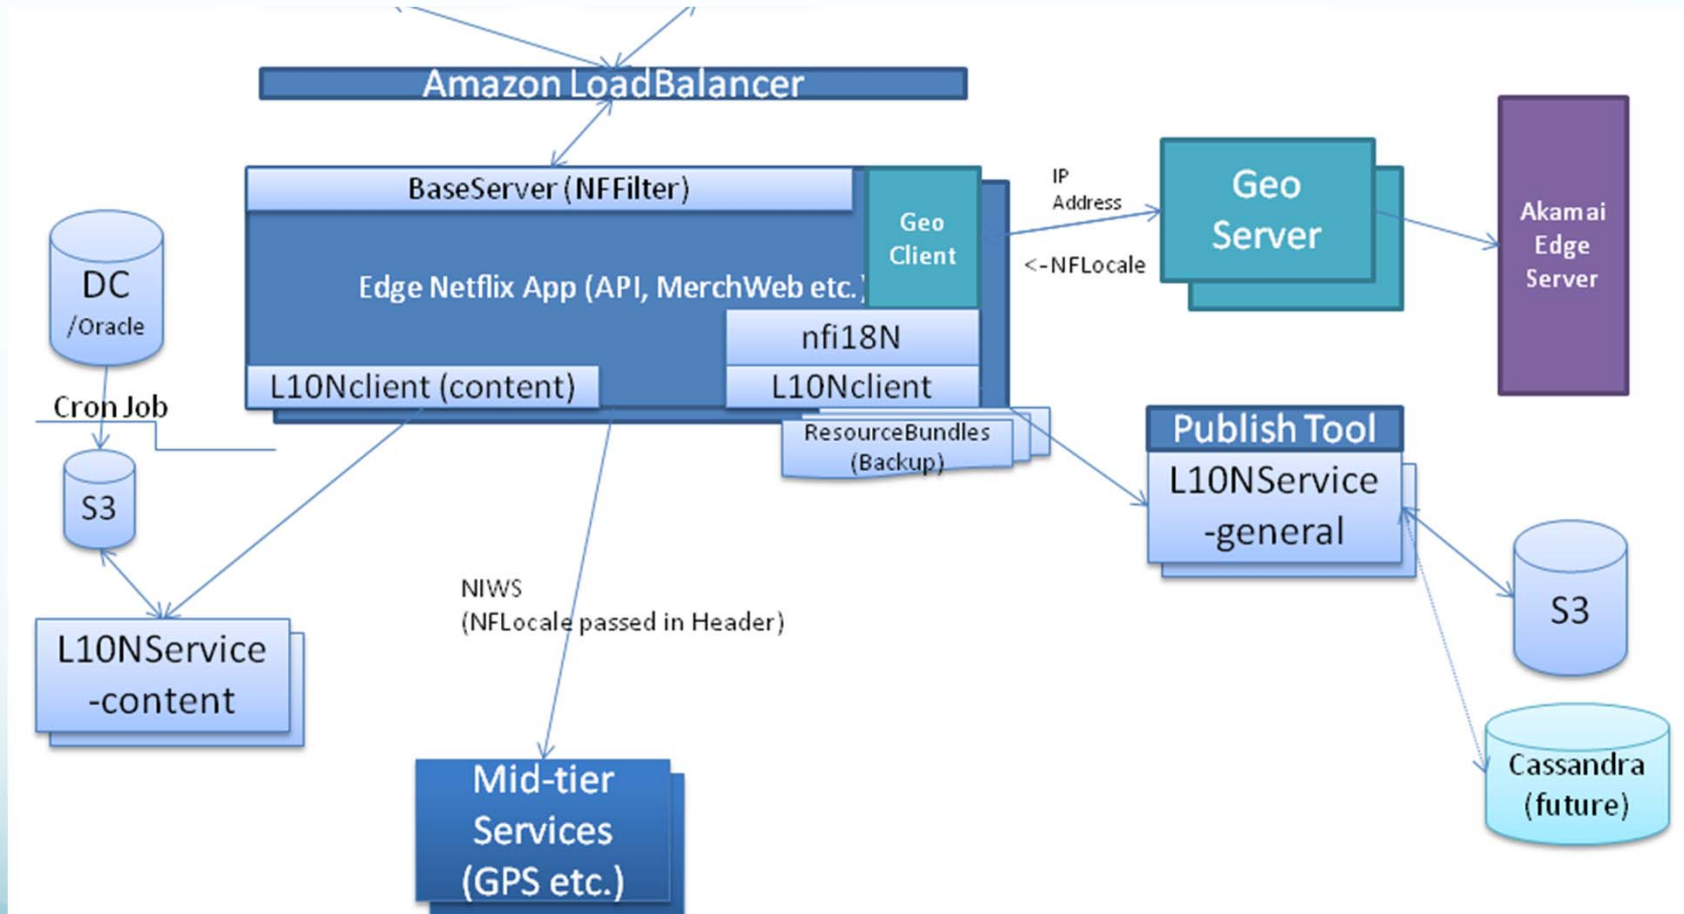 Amazon LoadBalancer
BaseServer (NFFilter)
Geo
Client
Edge Netflix App (API, MerchWeb etc.)
nfi18N
L10Nclient (content)
L10Nclient
ResourceBundles
(Backup)
IP
Address
<-NFLocale
Geo
Server
Akamai
Edge
Server
DC
/Oracle
Cron Job
S3
L10NService
-content
NIWS
(NFLocale passed in Header)
Mid-tier
Services
(GPS etc.)
Publish Tool
L10NService
-general
S3
Cassandra
(future)